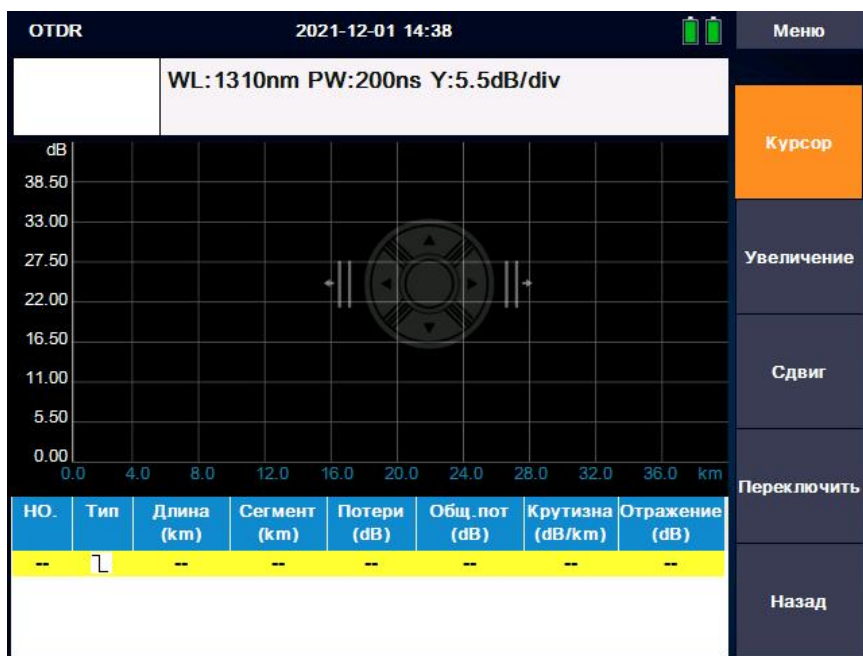 OTDR 2021-12-01 14:38 Меню
WL:1310nm PW:200ns Y:5.5dB/div
Курсор
Увеличение
Сдвиг
Переключить
Назад
dB
38.50
33.00
27.50
22.00
16.50
11.00
5.50
0.00
0.0 4.0 8.0 12.0 16.0 20.0 24.0 28.0 32.0 36.0 km
НО. Тип Длина (km) Сегмент (km) Потери (dB) Общ.пот (dB) Крутизна (dB/km) Отражение (dB)
-- -- -- -- -- -- --